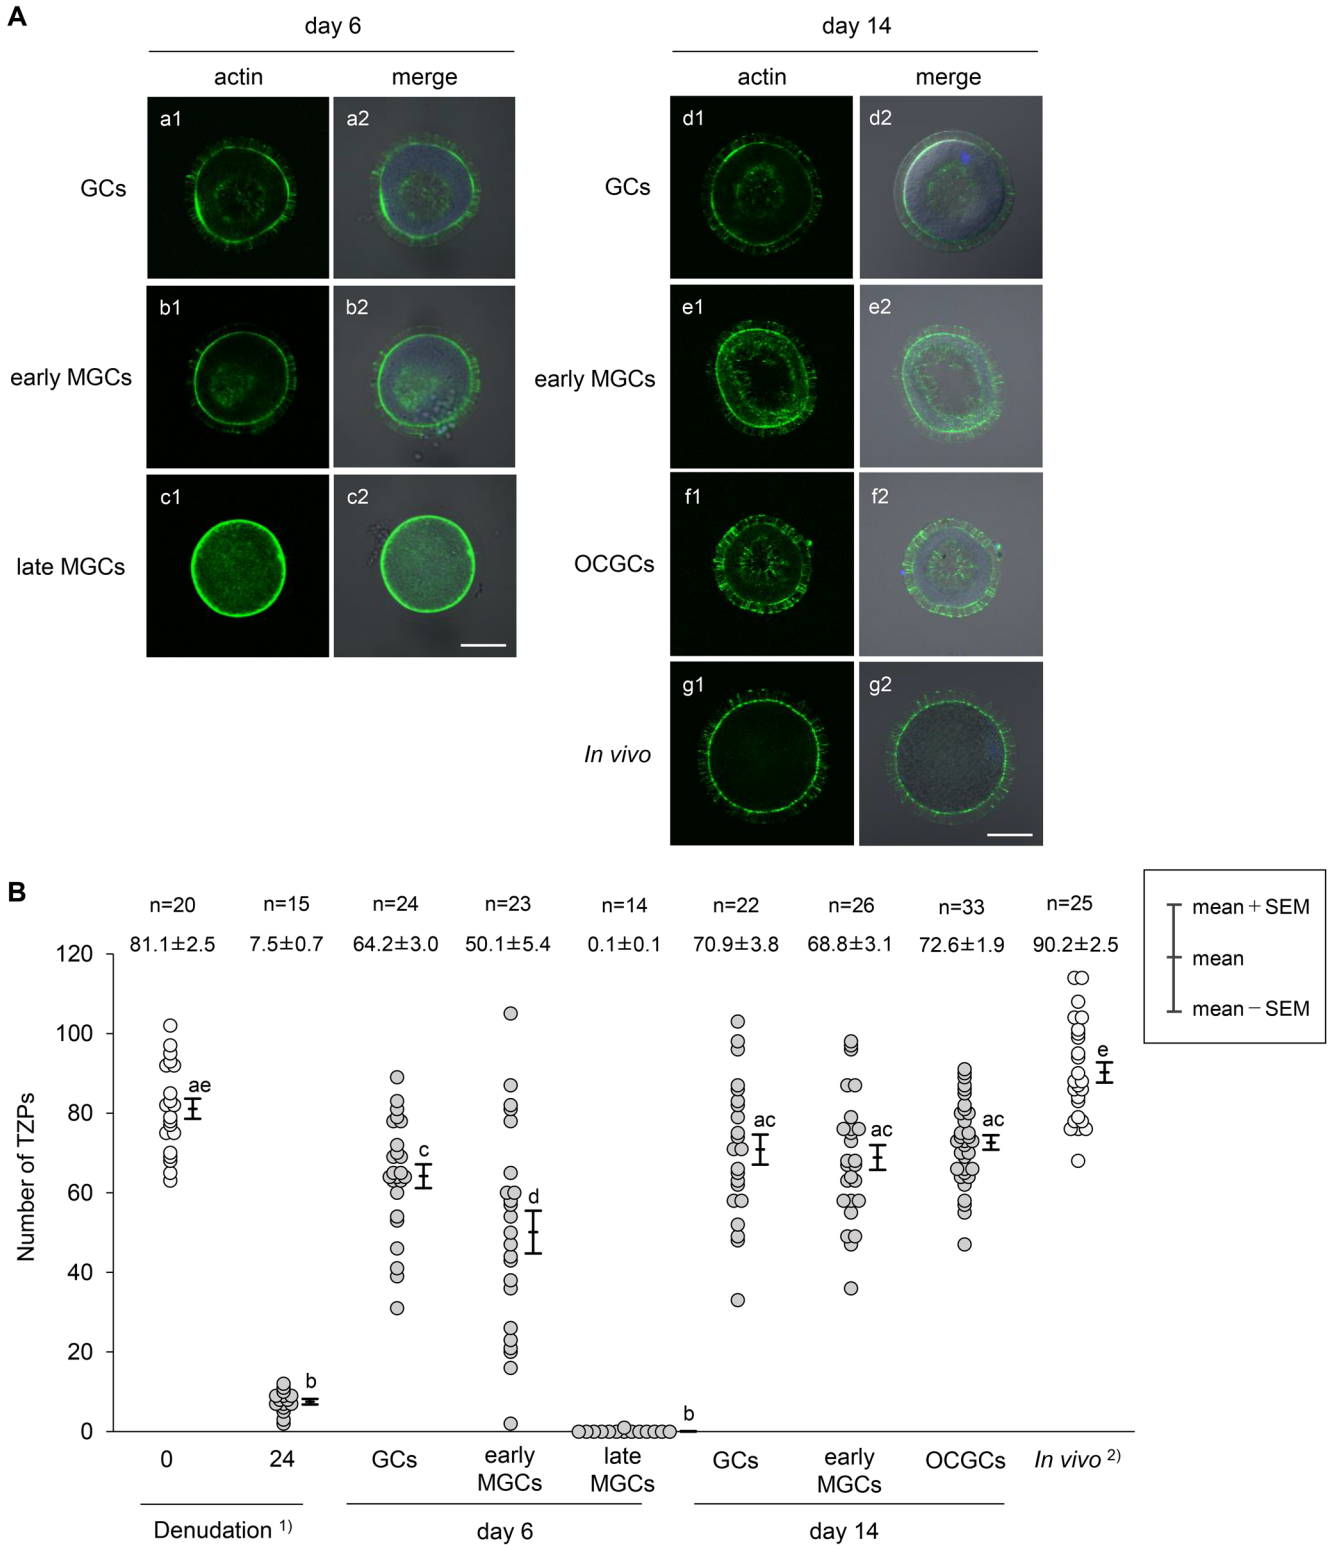 A
day 6
day 14
actin
merge
actin
merge
a1
a2
d1
d2
GCs
GCs
b1
b2
e1
e2
early MGCs
early MGCs
c1
c2
f1
f2
late MGCs
OCGCs
g1
g2
In vivo
B
n=20 n=15 n=24 n=23 n=14 n=22 n=26 n=33 n=25
81.1±2.5 7.5±0.7 64.2±3.0 50.1±5.4 0.1±0.1 70.9±3.8 68.8±3.1 72.6±1.9 90.2±2.5
mean + SEM
mean
mean − SEM
Number of TZPs
120
100
80
60
40
20
0
ae
b
c
d
b
ac
ac
ac
e
0 24 GCs early MGCs late MGCs GCs early MGCs OCGCs In vivo 2)
Denudation 1) day 6 day 14